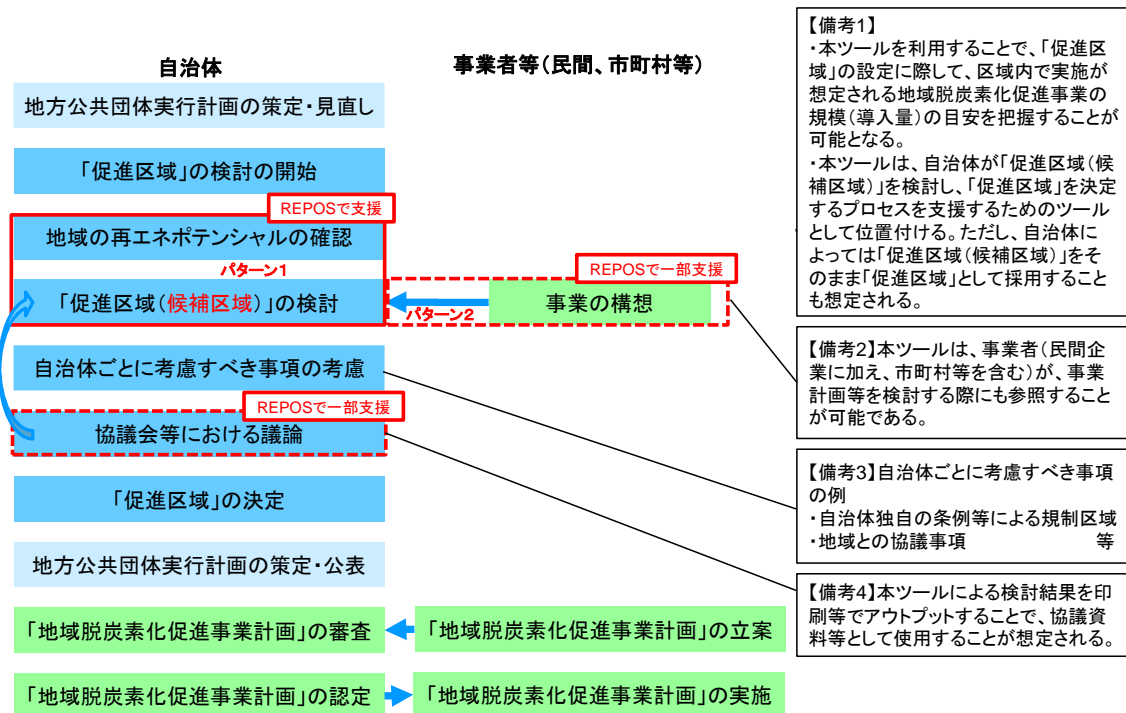 自治体
事業者等(民間、市町村等)
地方公共団体実行計画の策定・見直し
「促進区域」の検討の開始
REPOSで支援
地域の再エネポテンシャルの確認
パターン1
「促進区域(候補区域)」の検討
REPOSで一部支援
事業の構想
パターン2
自治体ごとに考慮すべき事項の考慮
REPOSで一部支援
協議会等における議論
「促進区域」の決定
地方公共団体実行計画の策定・公表
「地域脱炭素化促進事業計画」の審査
「地域脱炭素化促進事業計画」の立案
「地域脱炭素化促進事業計画」の認定
「地域脱炭素化促進事業計画」の実施
【備考1】
・本ツールを利用することで、「促進区
域」の設定に際して、区域内で実施が
想定される地域脱炭素化促進事業の
規模(導入量)の目安を把握することが
可能となる。
・本ツールは、自治体が「促進区域(候
補区域)」を検討し、「促進区域」を決定
するプロセスを支援するためのツール
として位置付ける。ただし、自治体に
よっては「促進区域(候補区域)」をそ
のまま「促進区域」として採用すること
も想定される。
【備考2】本ツールは、事業者(民間企
業に加え、市町村等を含む)が、事業
計画等を検討する際にも参照すること
が可能である。
【備考3】自治体ごとに考慮すべき事項
の例
・自治体独自の条例等による規制区域
・地域との協議事項 等
【備考4】本ツールによる検討結果を印
刷等でアウトプットすることで、協議資
料等として使用することが想定される。